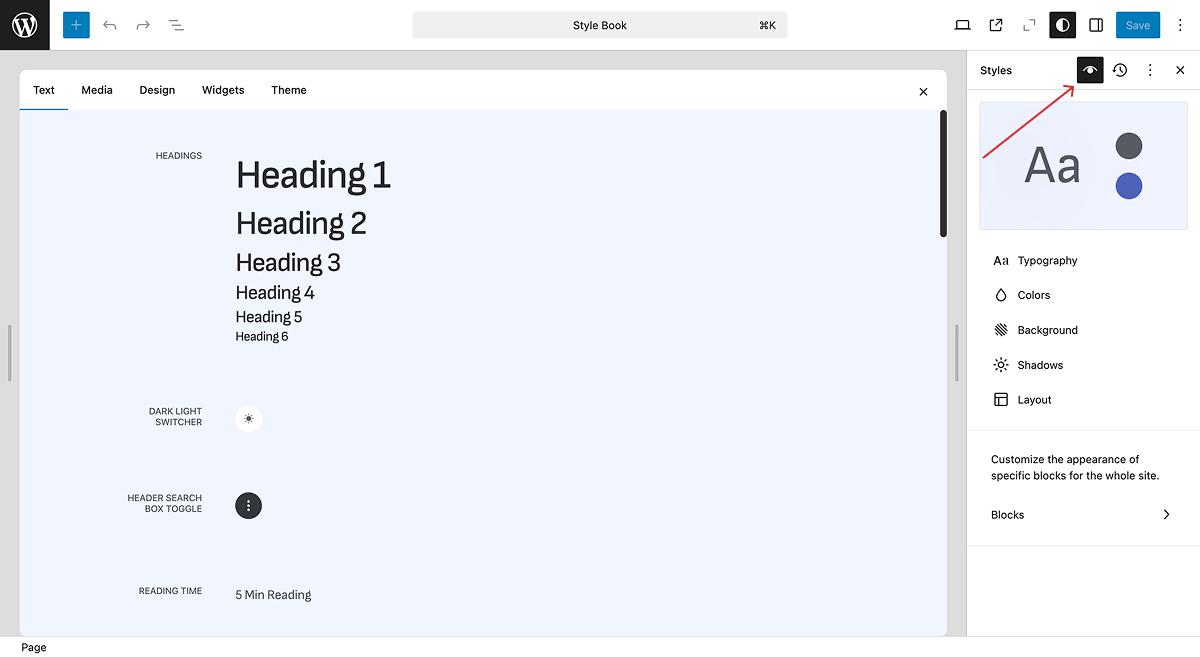 Style Book
⌘K
Save
Text
Media
Design
Widgets
Theme
HEADINGS
Heading 1
Heading 2
Heading 3
Heading 4
Heading 5
Heading 6
DARK LIGHT
SWITCHER
HEADER SEARCH
BOX TOGGLE
READING TIME
5 Min Reading
Styles
Aa
Aa Typography
Colors
Background
Shadows
Layout
Customize the appearance of
specific blocks for the whole site.
Blocks
Page